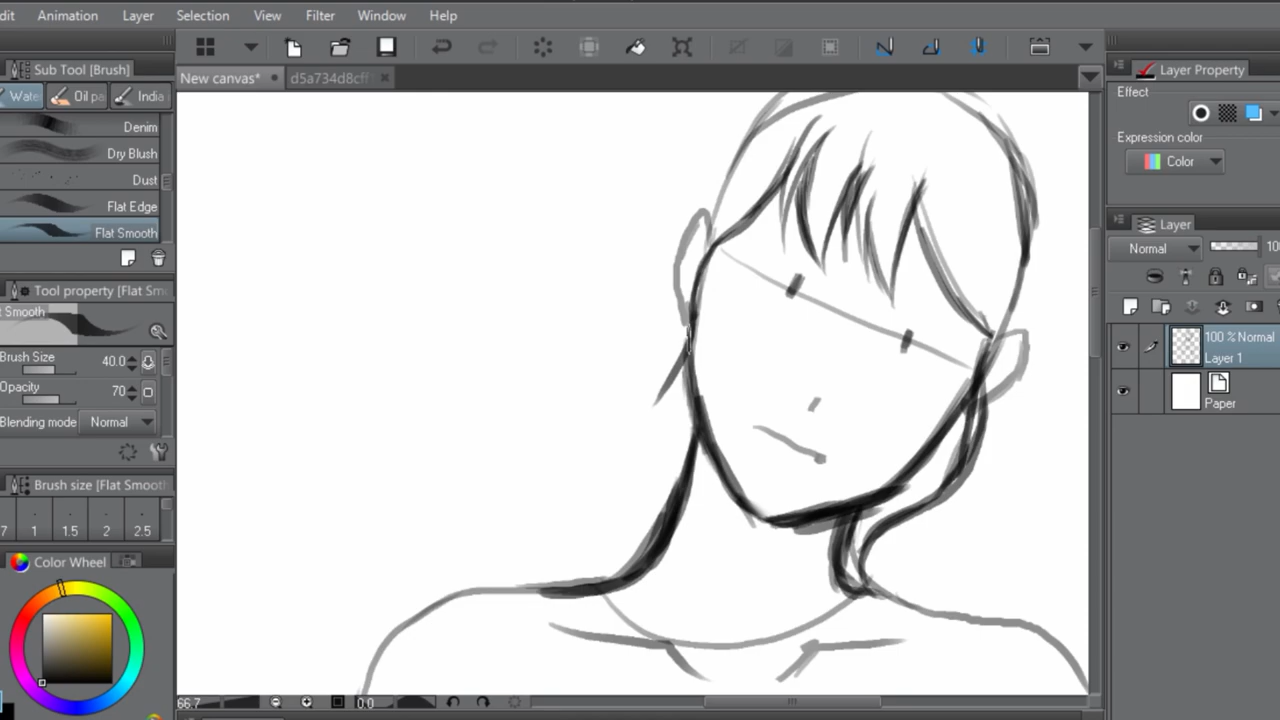 dit Animation Layer Selection View Filter Window Help
Sub Tool [Brush]
New canvas*
d5a734d8cff
Layer Property
Wate Oil pa India
Effect
Denim
Expression color
Dry Blush
Color
Dust
Flat Edge
Flat Smooth
Layer
Normal 10
Tool property [Flat Smo
t Smooth
100 % Normal
Layer 1
Brush Size 40.0
Opacity 70
Paper
Blending mode Normal
Brush size [Flat Smooth
7 1 1.5 2 2.5
Color Wheel
66.7 0.0